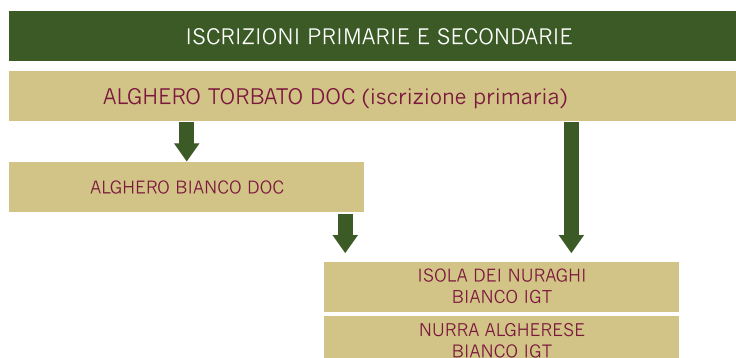 ISCRIZIONI PRIMARIE E SECONDARIE
ALGHERO TORBATO DOC (iscrizione primaria)
ALGHERO BIANCO DOC
ISOLA DEI NURAGHI
BIANCO IGT
NURRA ALGHERESE
BIANCO IGT